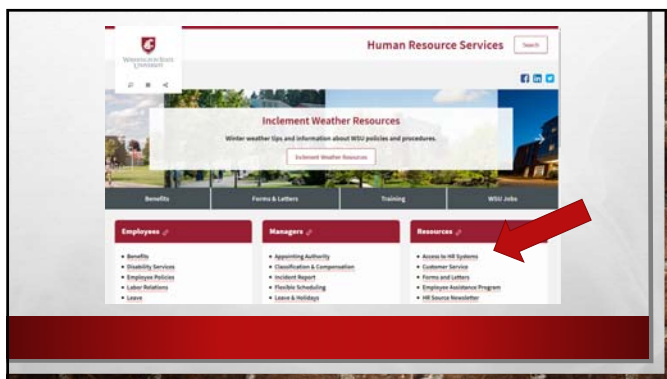 Human Resource Services
Search
WASHINGTON STATE
UNIVERSITY
Inclement Weather Resources
Winter weather tips and information about WSU policies and procedures.
Inclement Weather Resources
Benefits
Forms & Letters
Training
WSU Jobs
Employees
• Benefits
• Disability Services
• Employee Policies
• Labor Relations
• Leave
Managers
• Appointing Authority
• Classification & Compensation
• Incident Report
• Flexible Scheduling
• Leave & Holidays
Resources
• Access to HR Systems
• Customer Service
• Forms and Letters
• Employee Assistance Program
• HR Source Newsletter